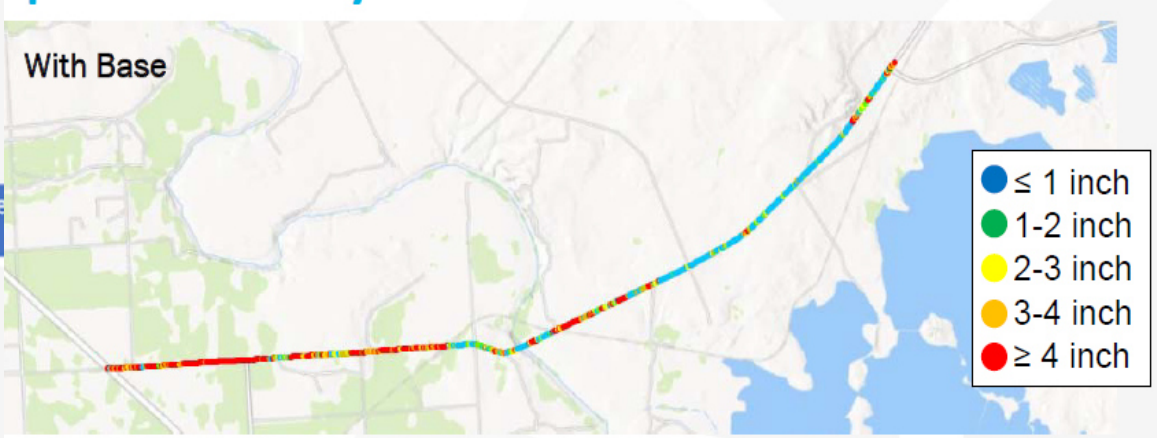 With Base
≤ 1 inch
1-2 inch
2-3 inch
3-4 inch
≥ 4 inch